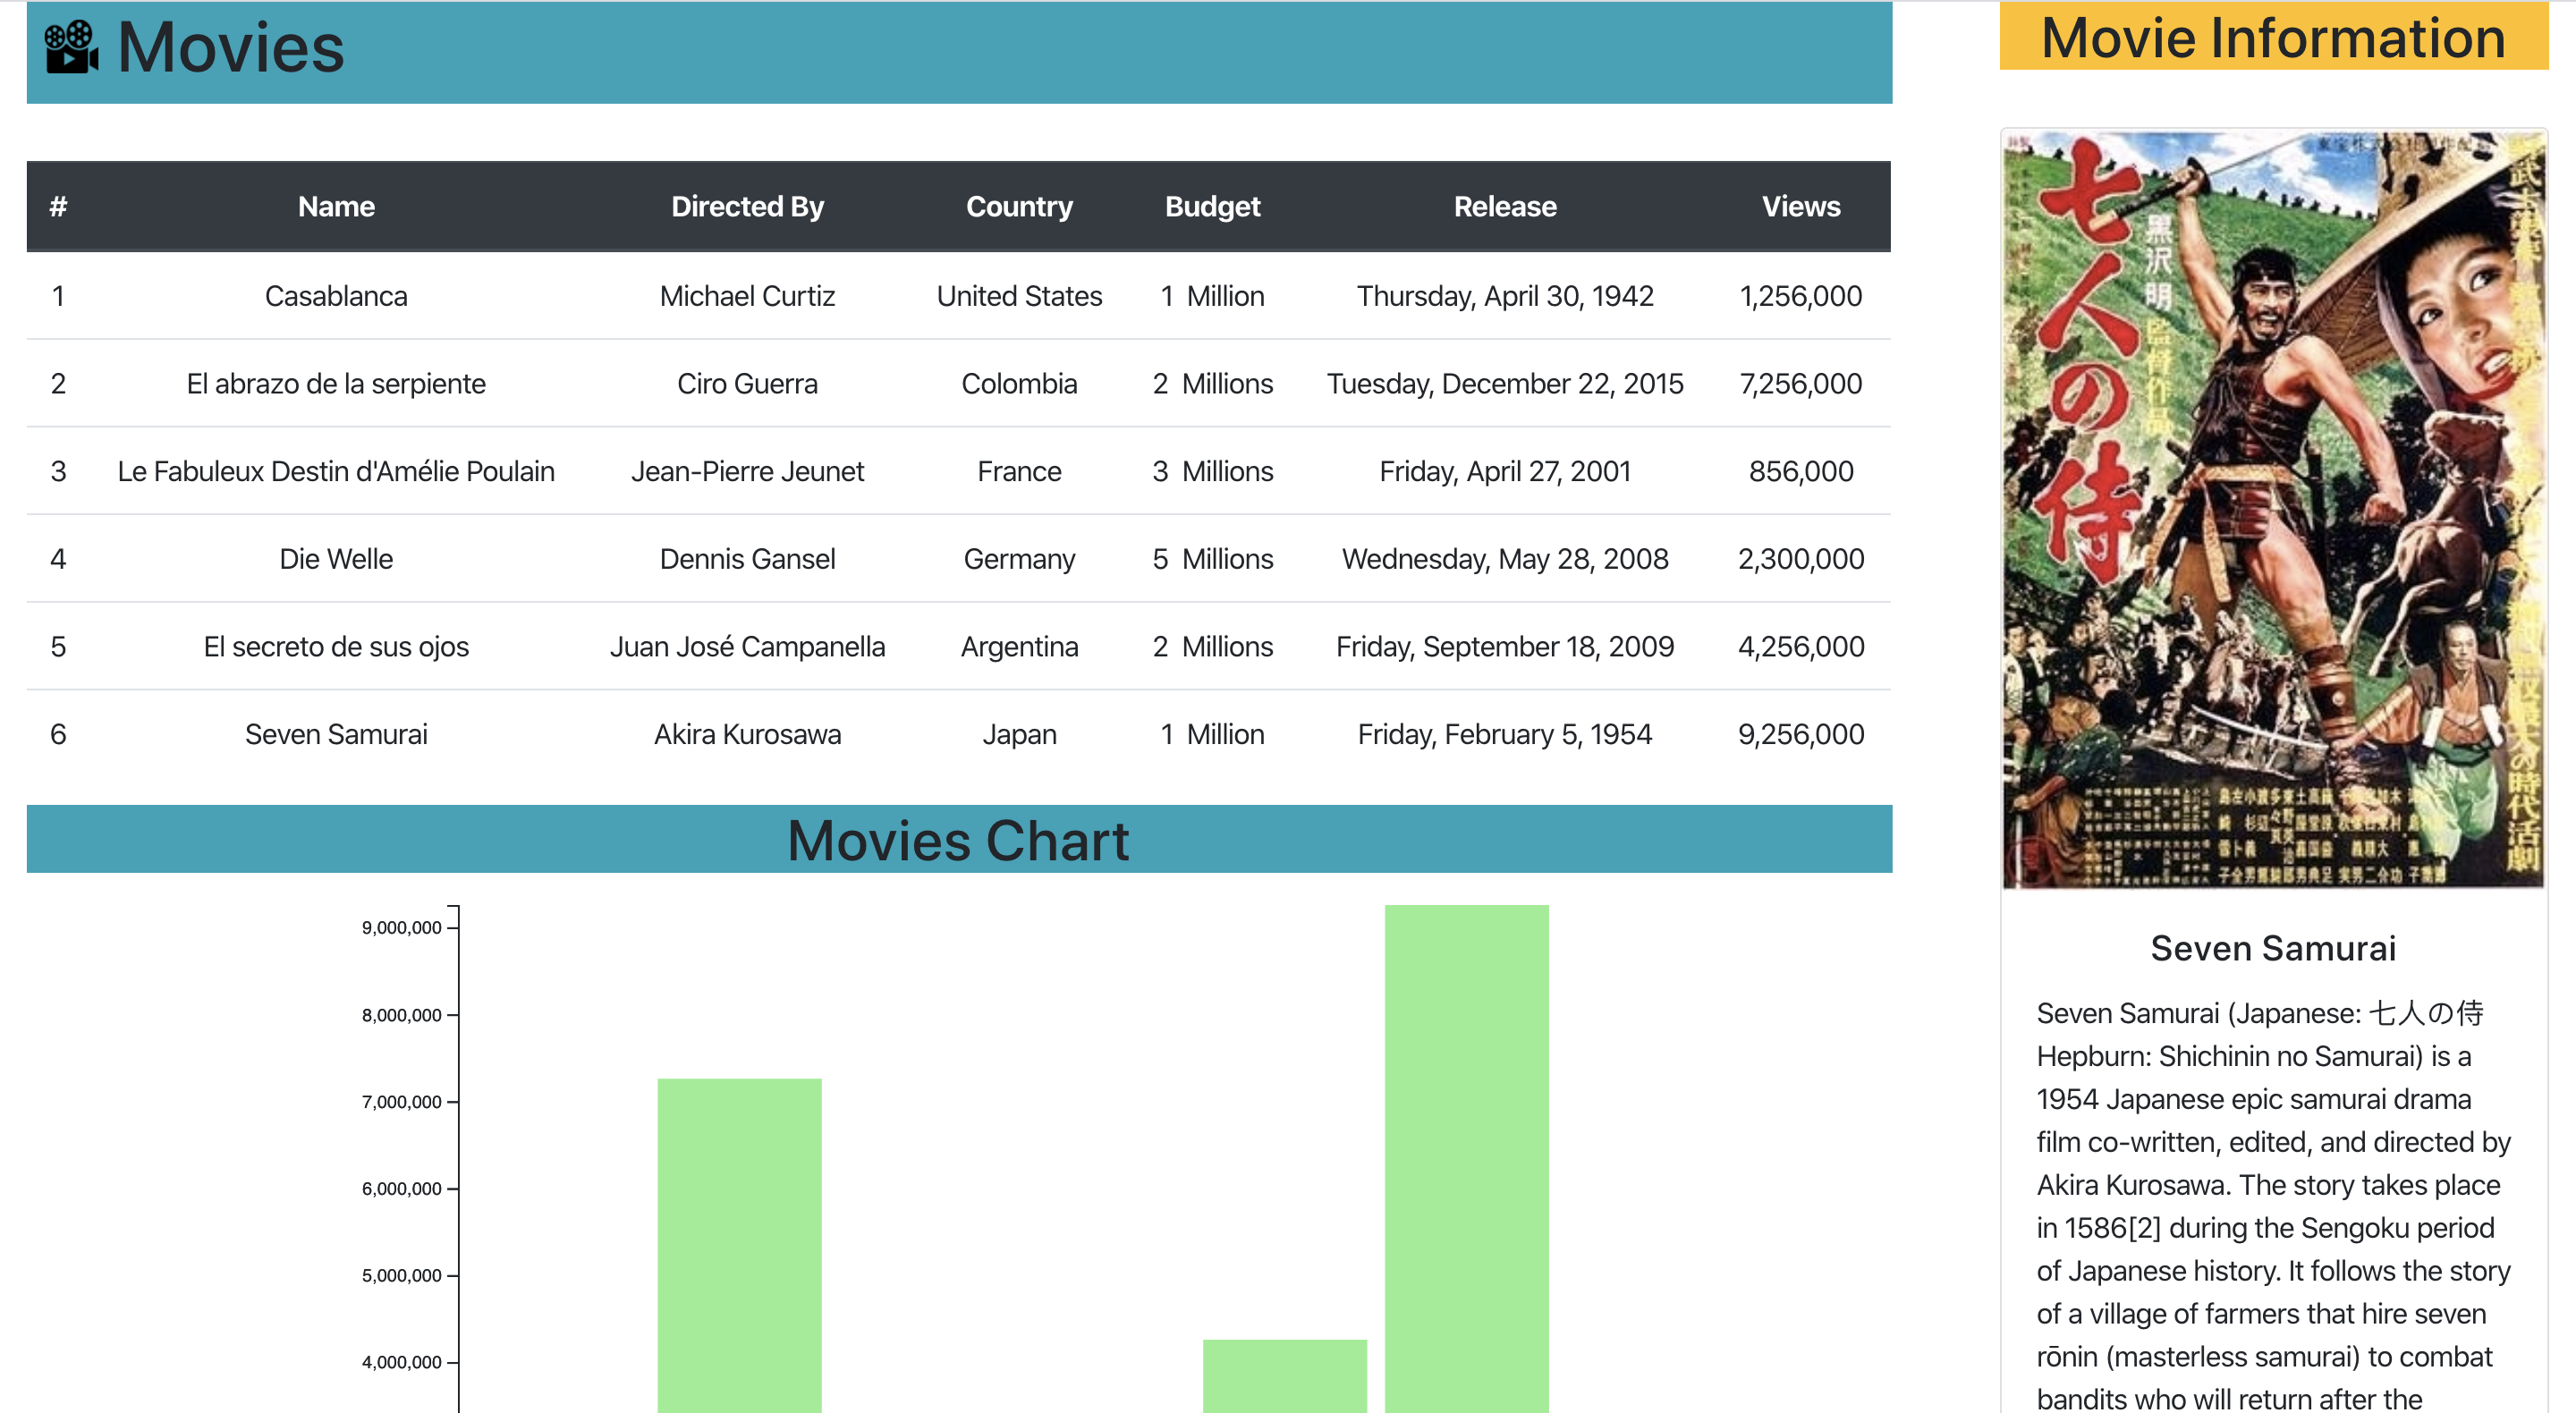 Movies
# Name Directed By Country Budget Release Views
1 Casablanca Michael Curtiz United States 1 Million Thursday, April 30, 1942 1,256,000
2 El abrazo de la serpiente Ciro Guerra Colombia 2 Millions Tuesday, December 22, 2015 7,256,000
3 Le Fabuleux Destin d'Amélie Poulain Jean-Pierre Jeunet France 3 Millions Friday, April 27, 2001 856,000
4 Die Welle Dennis Gansel Germany 5 Millions Wednesday, May 28, 2008 2,300,000
5 El secreto de sus ojos Juan José Campanella Argentina 2 Millions Friday, September 18, 2009 4,256,000
6 Seven Samurai Akira Kurosawa Japan 1 Million Friday, February 5, 1954 9,256,000
Movies Chart
9,000,000
8,000,000
7,000,000
6,000,000
5,000,000
4,000,000
Movie Information
七人の侍
黒沢明
監督作品
Seven Samurai
Seven Samurai (Japanese: 七人の侍
Hepburn: Shichinin no Samurai) is a
1954 Japanese epic samurai drama
film co-written, edited, and directed by
Akira Kurosawa. The story takes place
in 1586[2] during the Sengoku period
of Japanese history. It follows the story
of a village of farmers that hire seven
rōnin (masterless samurai) to combat
bandits who will return after the